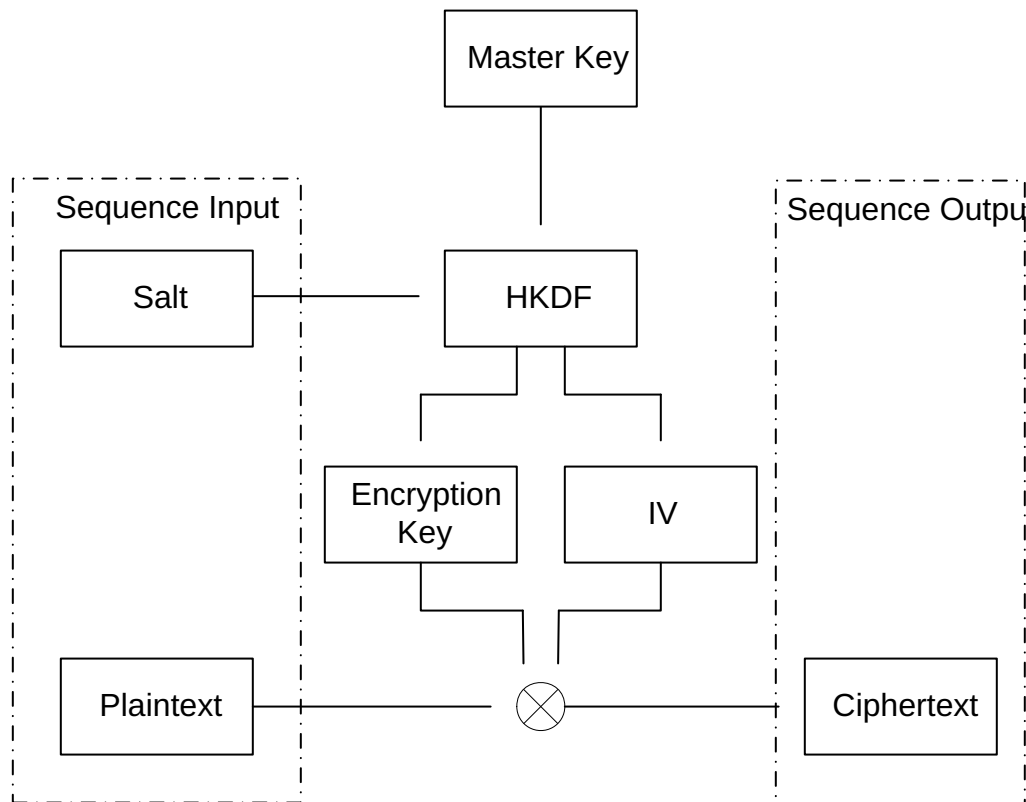 Master Key
Sequence Input
Sequence Outpu
Salt
HKDF
Encryption
Key
IV
Plaintext
Ciphertext